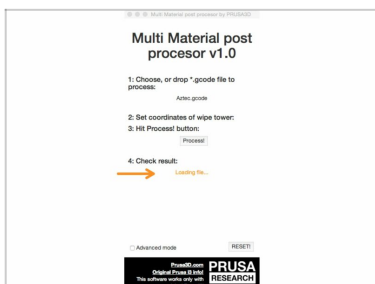 Multi Material post processor by PRUSA3D
Multi Material post
procesor v1.0
1: Choose, or drop *.gcode file to
process:
Aztec.gcode
2: Set coordinates of wipe tower:
3: Hit Process! button:
Process!
4: Check result:
Loading file...
Advanced mode
RESET!
Prusa3D.com
Original Prusa i3 info!
This software works only with
PRUSA
RESEARCH